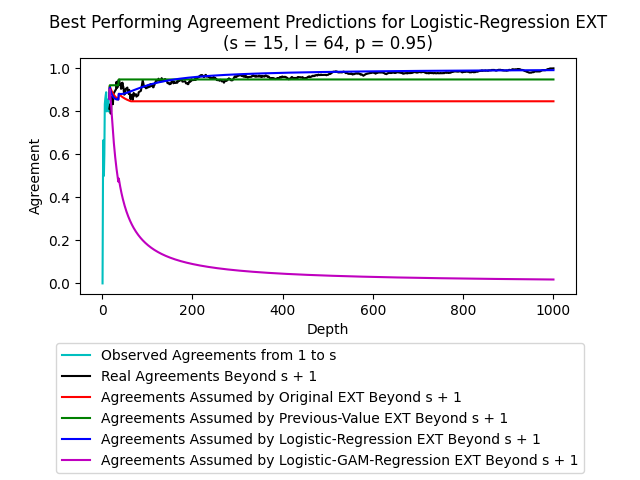 Best Performing Agreement Predictions for Logistic-Regression EXT
(s = 15, l = 64, p = 0.95)
1.0
0.8
0.6
0.4
0.2
0.0
Agreement
0 200 400 600 800 1000
Depth
Observed Agreements from 1 to s
Real Agreements Beyond s + 1
Agreements Assumed by Original EXT Beyond s + 1
Agreements Assumed by Previous-Value EXT Beyond s + 1
Agreements Assumed by Logistic-Regression EXT Beyond s + 1
Agreements Assumed by Logistic-GAM-Regression EXT Beyond s + 1